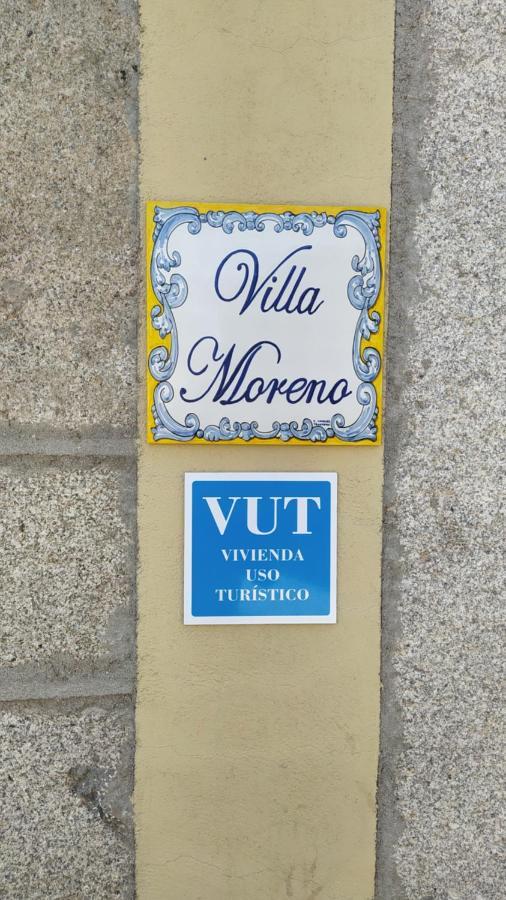 Villa
Moreno
VUT
VIVIENDA
USO
TURÍSTICO